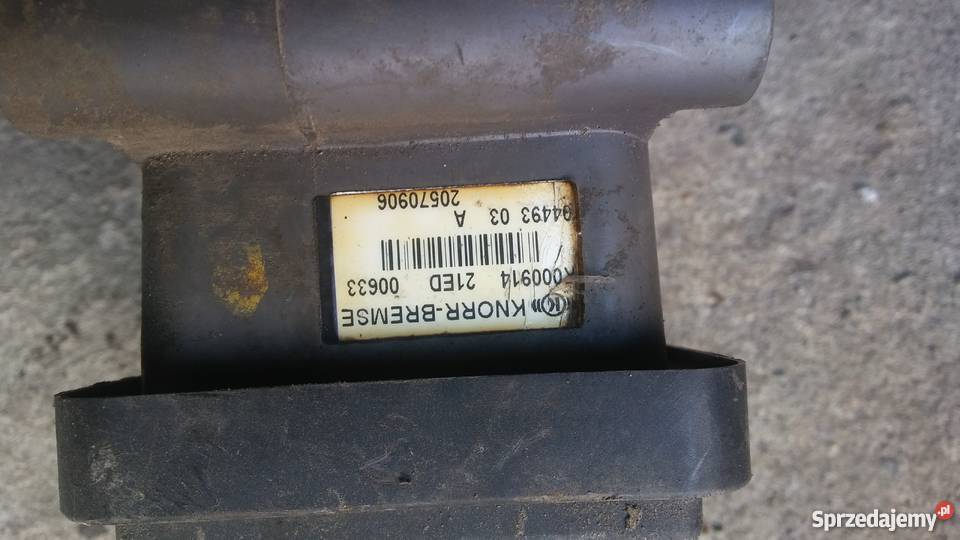 KNORR-BREMSE
K000914 21ED 00633
04493 03 A
20570906
Sprzedajemy.pl